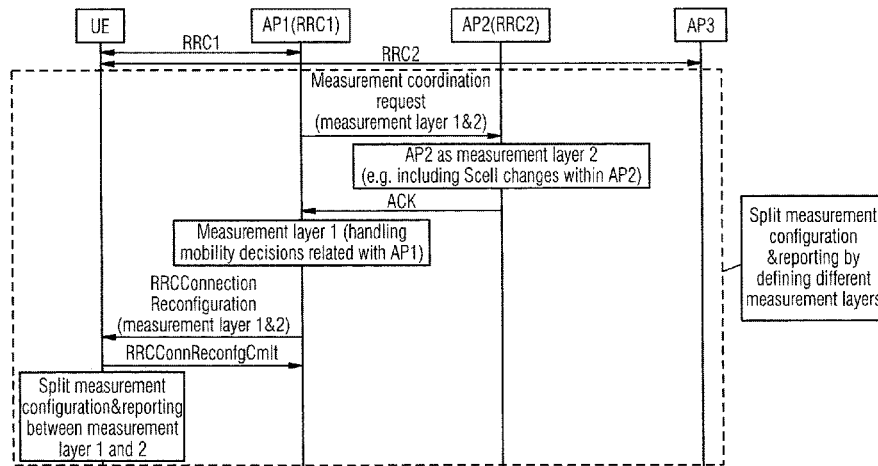 UE
AP1(RRC1)
AP2(RRC2)
AP3
RRC1
RRC2
Measurement coordination
request
(measurement layer 1&2)
AP2 as measurement layer 2
(e.g. including Scell changes within AP2)
ACK
Measurement layer 1 (handling
mobility decisions related with AP1)
RRCConnection
Reconfiguration
(measurement layer 1&2)
RRCConnReconfgCmlt
Split measurement
configuration&reporting
between measurement
layer 1 and 2
Split measurement
configuration
&reporting by
defining different
measurement layers